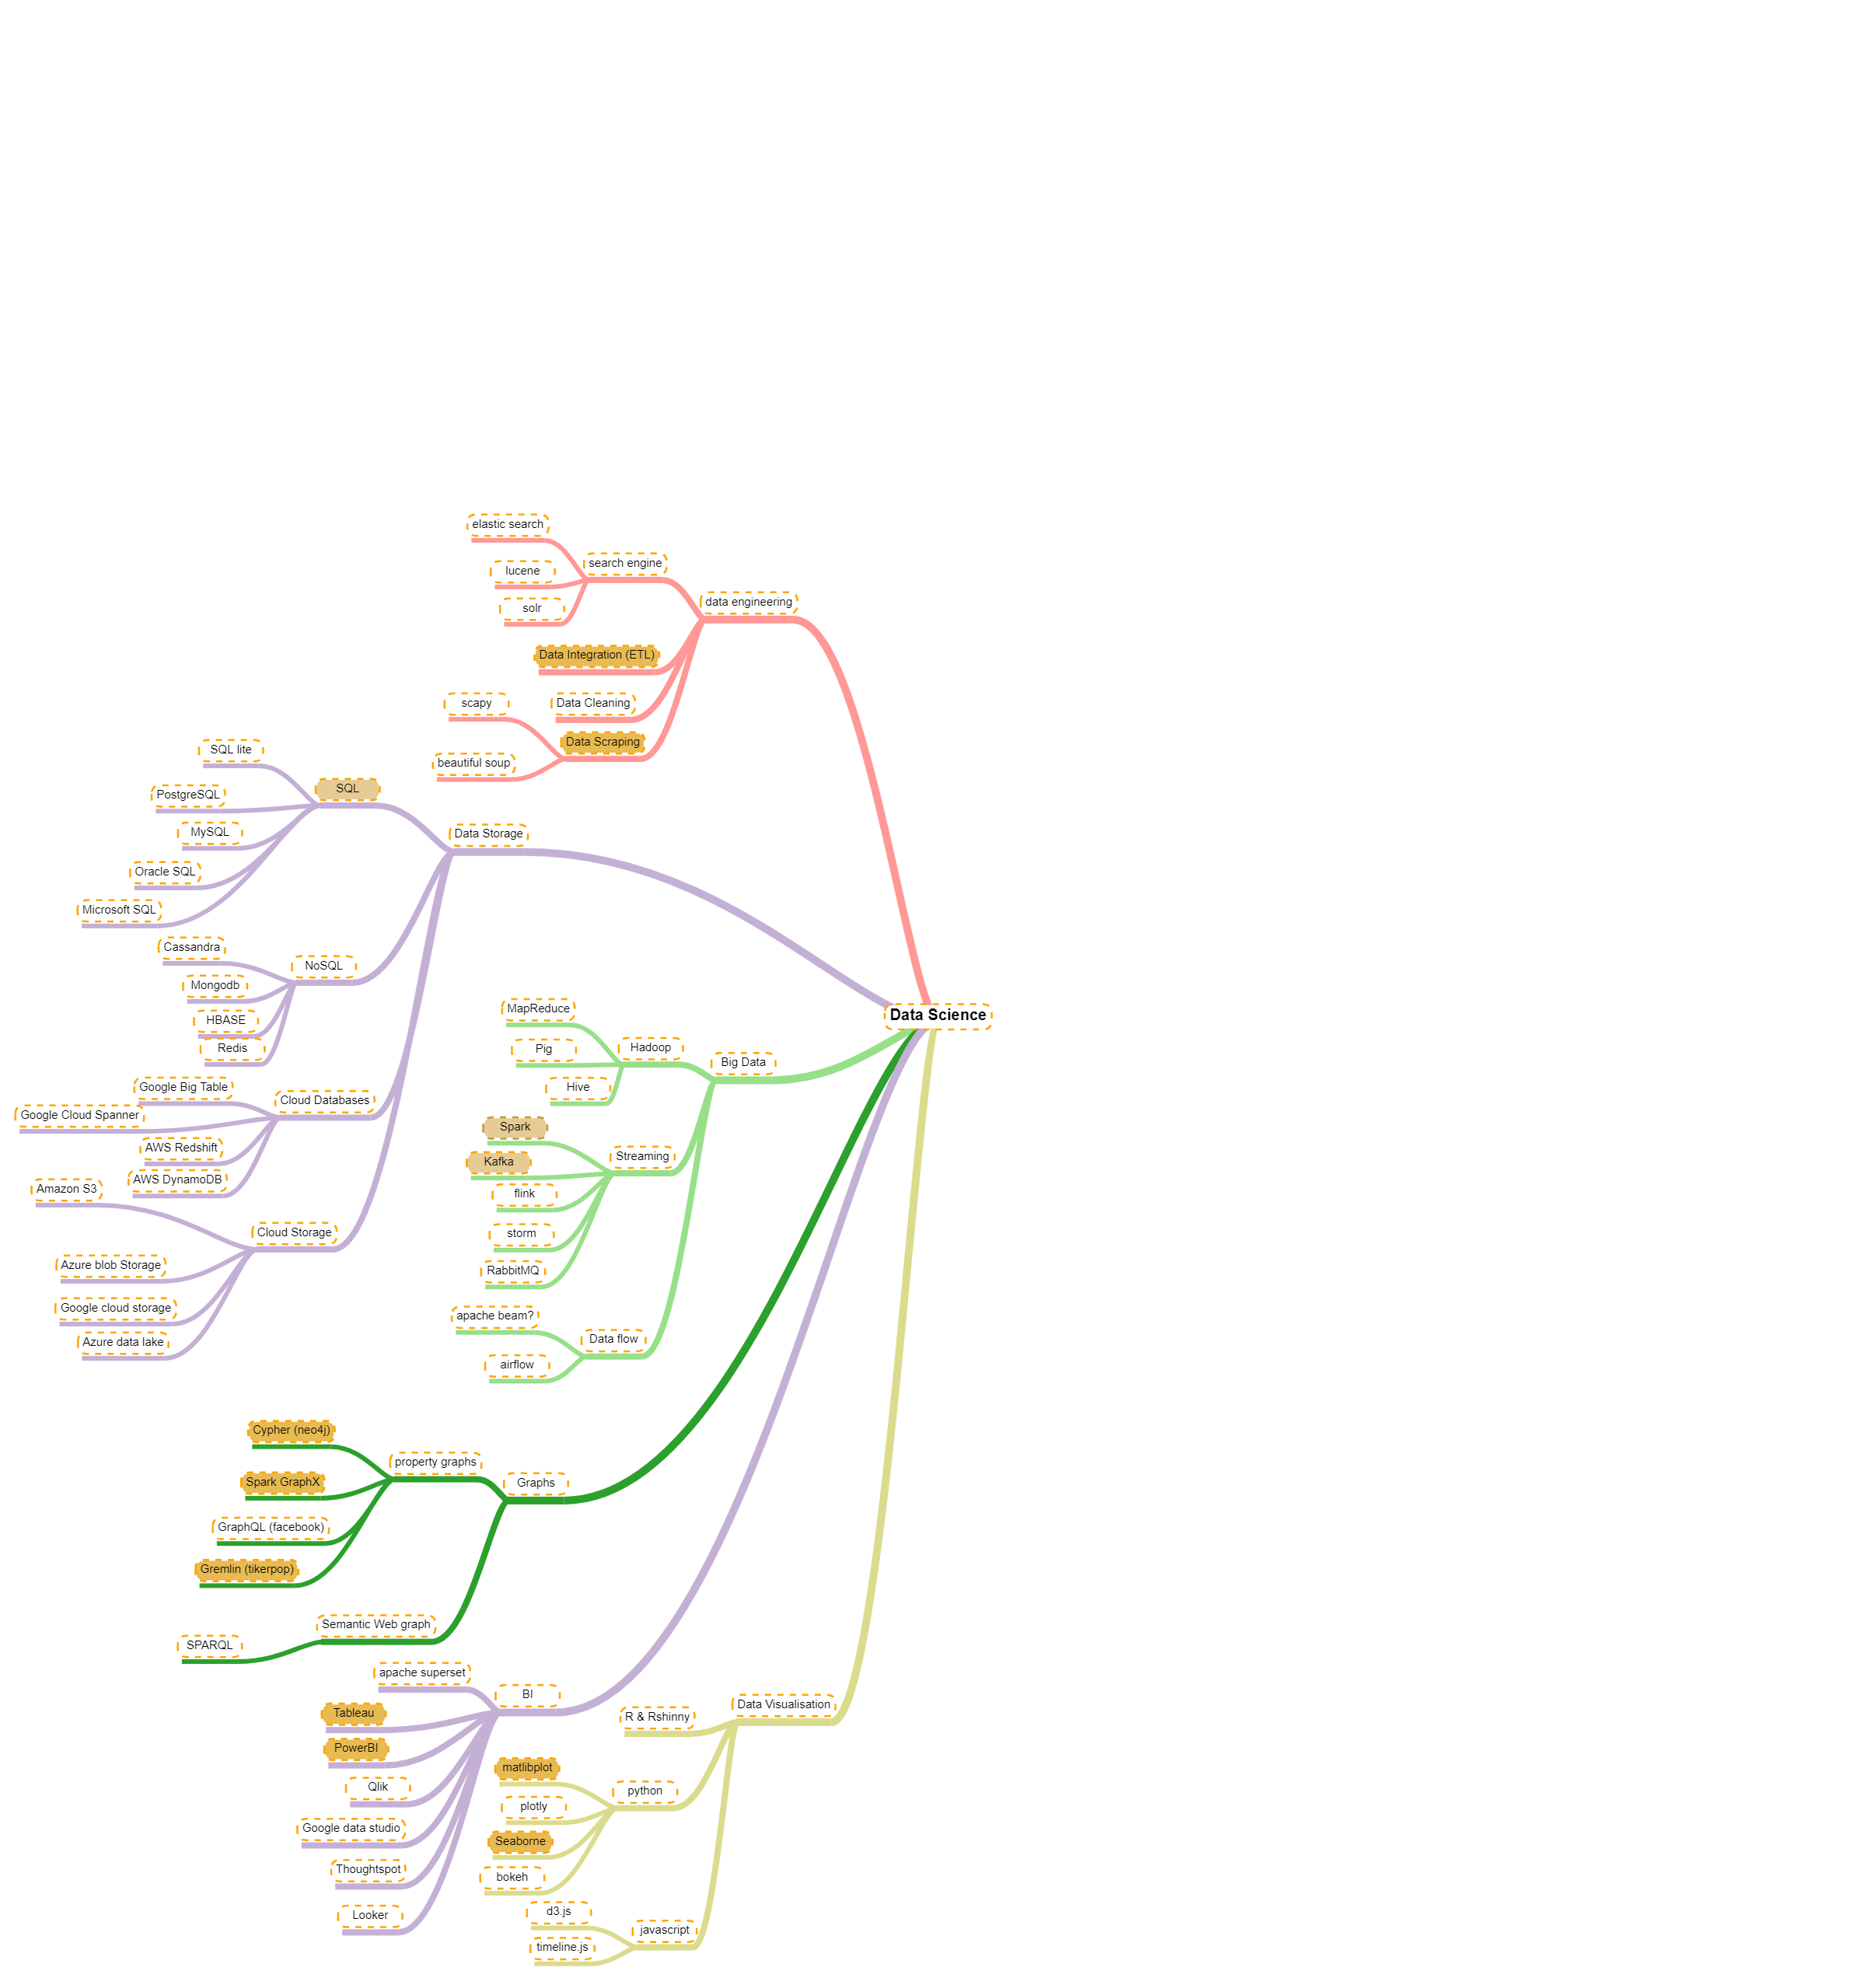 elastic search
search engine
lucene
data engineering
solr
Data Integration (ETL)
scapy
Data Cleaning
Data Scraping
beautiful soup
SQL lite
SQL
PostgreSQL
MySQL
Data Storage
Oracle SQL
Microsoft SQL
Cassandra
NoSQL
Mongodb
HBASE
Redis
Data Science
MapReduce
Hadoop
Pig
Big Data
Hive
Google Big Table
Cloud Databases
Google Cloud Spanner
AWS Redshift
AWS DynamoDB
Spark
Streaming
Kafka
flink
storm
RabbitMQ
Amazon S3
Cloud Storage
Azure blob Storage
Google cloud storage
Azure data lake
apache beam?
Data flow
airflow
Cypher (neo4j)
property graphs
Spark GraphX
Graphs
GraphQL (facebook)
Gremlin (tikerpop)
Semantic Web graph
SPARQL
apache superset
BI
Tableau
PowerBI
Qlik
Google data studio
Thoughtspot
Looker
Data Visualisation
R & Rshinny
matlibplot
python
plotly
Seaborne
bokeh
d3.js
javascript
timeline.js